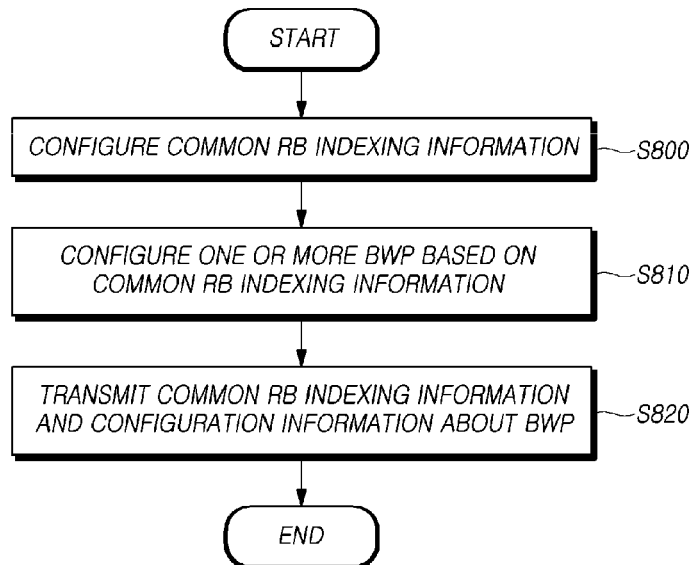 START
CONFIGURE COMMON RB INDEXING INFORMATION
S800
CONFIGURE ONE OR MORE BWP BASED ON
COMMON RB INDEXING INFORMATION
S810
TRANSMIT COMMON RB INDEXING INFORMATION
AND CONFIGURATION INFORMATION ABOUT BWP
S820
END